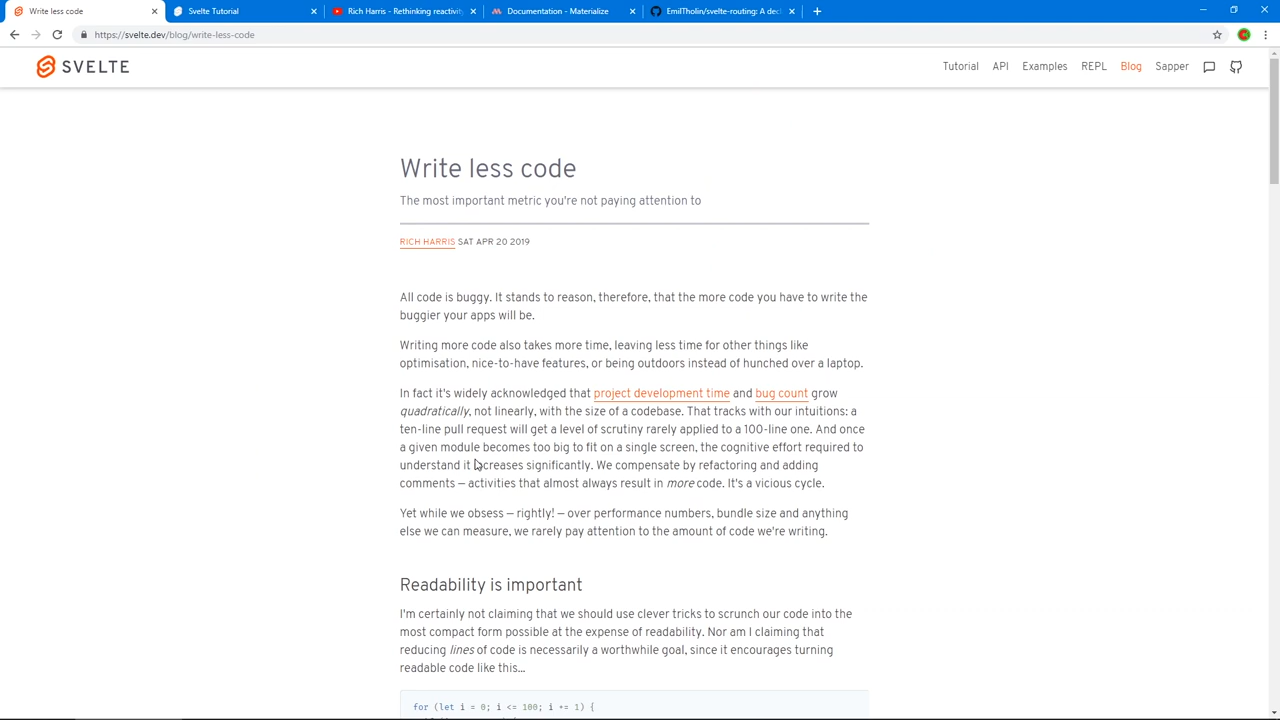 Write less code
Svelte Tutorial
Rich Harris - Rethinking reactivity
Documentation - Materialize
EmilTholin/svelte-routing: A dec
https://svelte.dev/blog/write-less-code
SVELTE
Tutorial API Examples REPL Blog Sapper
Write less code
The most important metric you're not paying attention to
RICH HARRIS SAT APR 20 2019
All code is buggy. It stands to reason, therefore, that the more code you have to write the
buggier your apps will be.
Writing more code also takes more time, leaving less time for other things like
optimisation, nice-to-have features, or being outdoors instead of hunched over a laptop.
In fact it's widely acknowledged that project development time and bug count grow
quadratically, not linearly, with the size of a codebase. That tracks with our intuitions: a
ten-line pull request will get a level of scrutiny rarely applied to a 100-line one. And once
a given module becomes too big to fit on a single screen, the cognitive effort required to
understand it increases significantly. We compensate by refactoring and adding
comments — activities that almost always result in more code. It's a vicious cycle.
Yet while we obsess — rightly! — over performance numbers, bundle size and anything
else we can measure, we rarely pay attention to the amount of code we're writing.
Readability is important
I'm certainly not claiming that we should use clever tricks to scrunch our code into the
most compact form possible at the expense of readability. Nor am I claiming that
reducing lines of code is necessarily a worthwhile goal, since it encourages turning
readable code like this...
for (let i = 0; i <= 100; i += 1) {